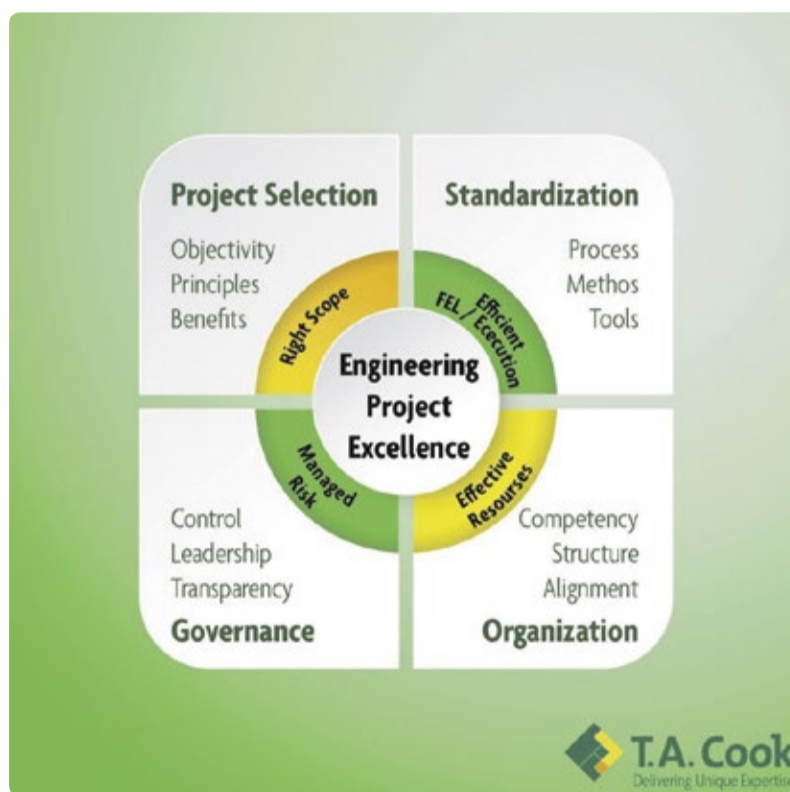 Project Selection
Objectivity
Principles
Benefits
Standardization
Process
Methos
Tools
Right Scope
Efficient
FEL / Ececution
Engineering
Project
Excellence
Managed
Risk
Effective
Resourses
Control
Leadership
Transparency
Governance
Competency
Structure
Alignment
Organization
T.A. Cook
Delivering Unique Expertise